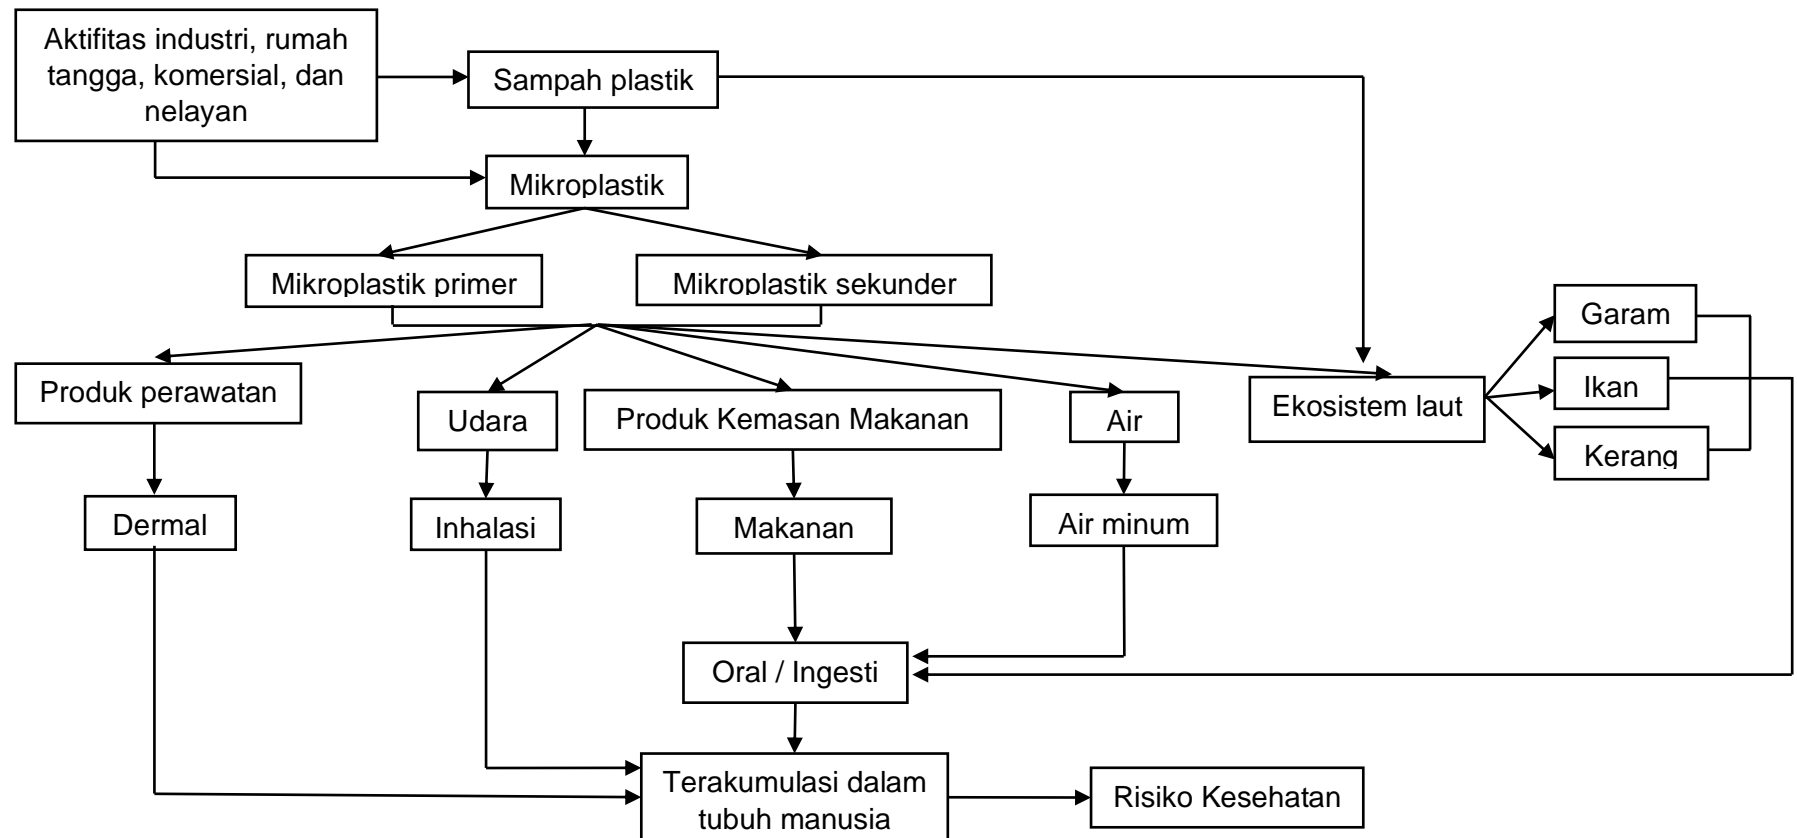 Aktifitas industri, rumah
tangga, komersial, dan
nelayan
Sampah plastik
Mikroplastik
Mikroplastik primer
Mikroplastik sekunder
Garam
Ikan
Kerang
Produk perawatan
Udara
Produk Kemasan Makanan
Air
Ekosistem laut
Dermal
Inhalasi
Makanan
Air minum
Oral / Ingesti
Terakumulasi dalam
tubuh manusia
Risiko Kesehatan